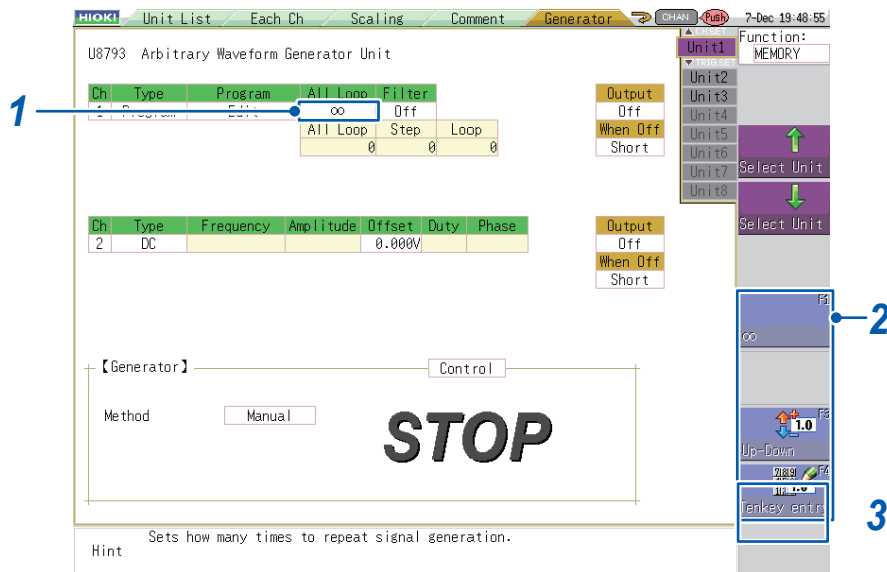 HIOKI Unit List Each Ch Scaling Comment Generator CHAN Push 7-Dec 19:48:55
CH.SET
Unit1
TRIG.SET
Unit2
Unit3
Unit4
Unit5
Unit6
Unit7
Unit8
Function:
MEMORY
Select Unit
Select Unit
U8793 Arbitrary Waveform Generator Unit
Ch Type Program All Loop Filter
1 Program Edit ∞ Off
All Loop Step Loop
0 0 0
Output
Off
When Off
Short
1
Ch Type Frequency Amplitude Offset Duty Phase
2 DC 0.000V
Output
Off
When Off
Short
F1
∞
2
F3
1.0
Up-Down
F4
Tenkey entry
3
【Generator】 Control
Method Manual
STOP
Hint Sets how many times to repeat signal generation.